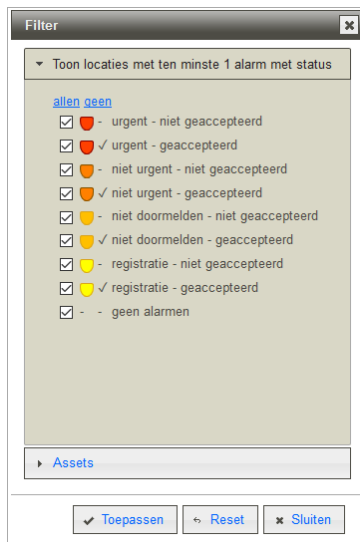 Filter
Toon locaties met ten minste 1 alarm met status
allen geen
- urgent - niet geaccepteerd
✓ urgent - geaccepteerd
- niet urgent - niet geaccepteerd
✓ niet urgent - geaccepteerd
- niet doormelden - niet geaccepteerd
✓ niet doormelden - geaccepteerd
- registratie - niet geaccepteerd
✓ registratie - geaccepteerd
- - geen alarmen
Assets
Toepassen Reset Sluiten